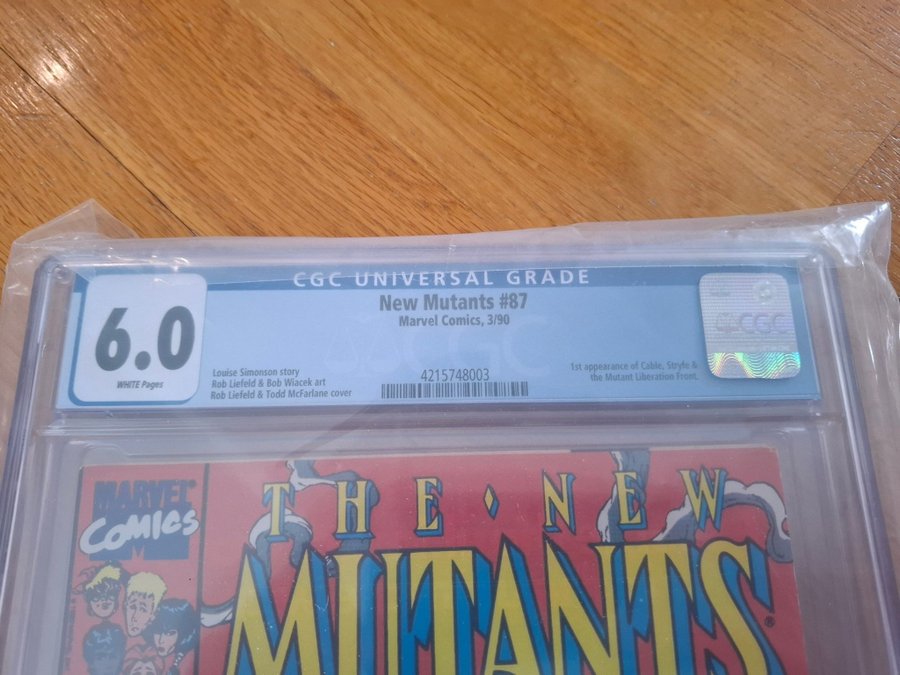 CGC UNIVERSAL GRADE
New Mutants #87
Marvel Comics, 3/90
6.0
WHITE Pages
Louise Simonson story
Rob Liefeld & Bob Wiacek art
Rob Liefeld & Todd McFarlane cover
4215748003
1st appearance of Cable, Stryfe &
the Mutant Liberation Front.
CGC
CGC
MARVEL®
COMICS
M
THE • NEW
MUTANTS®